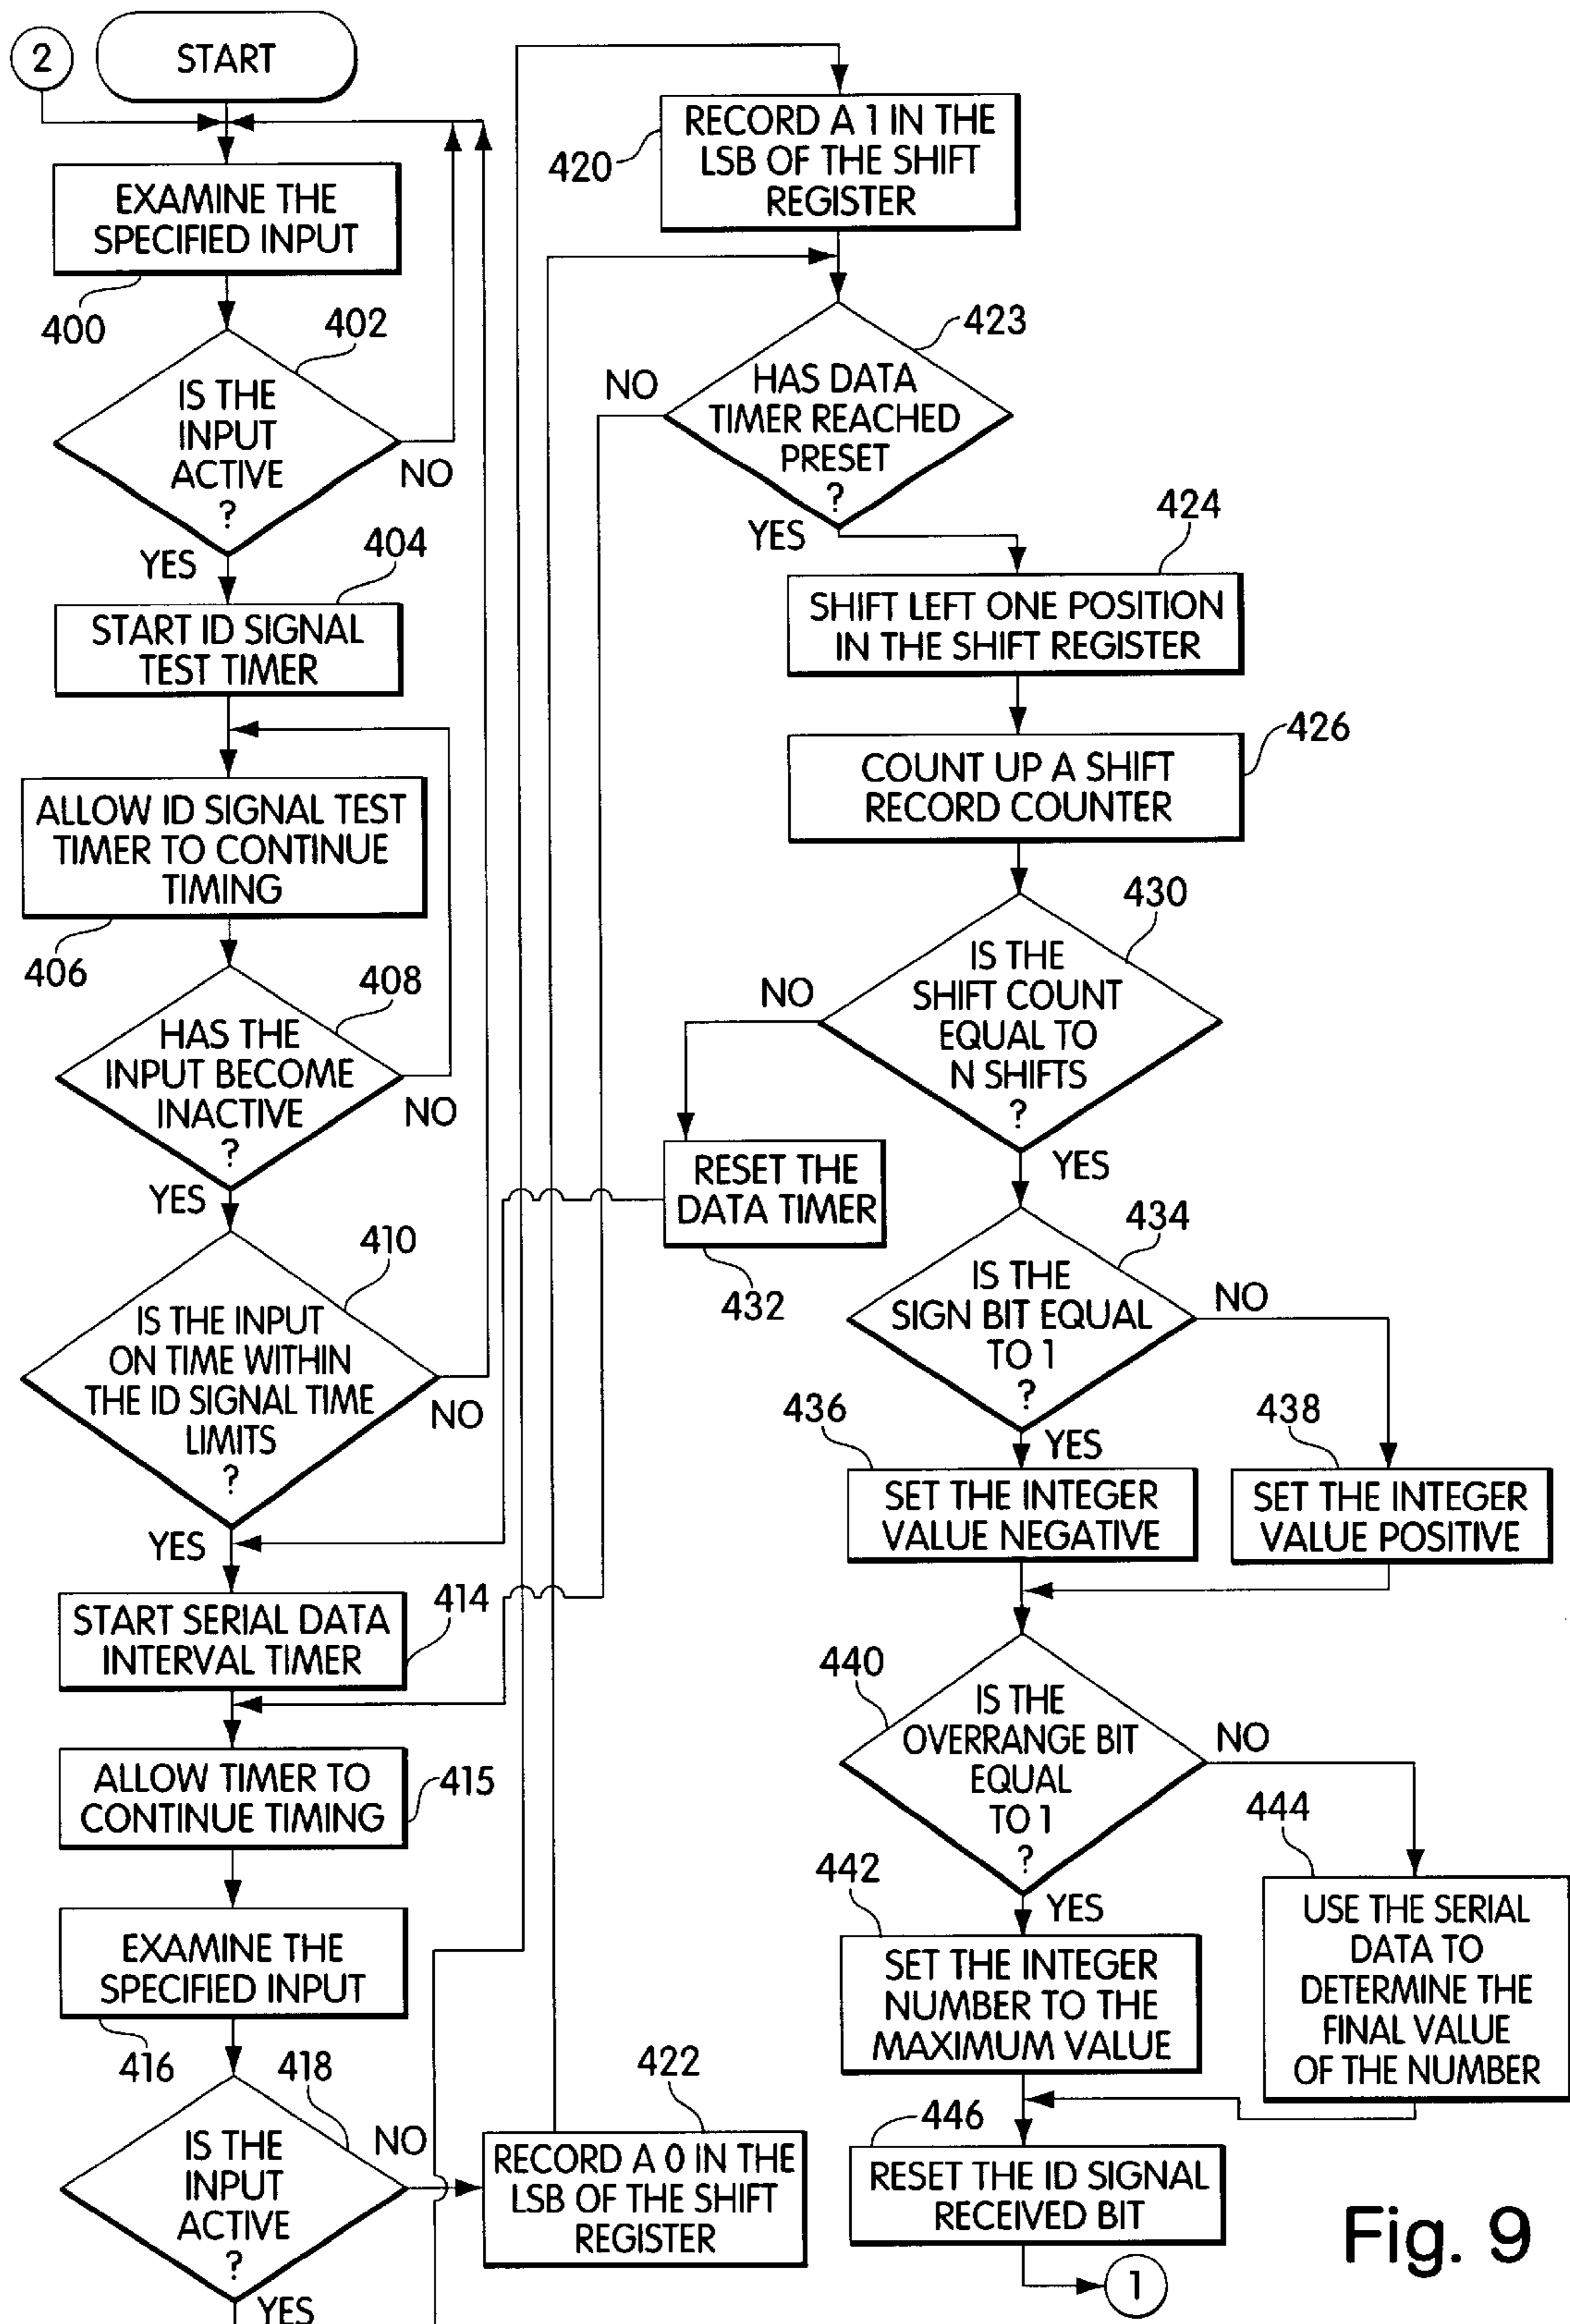 2
START
EXAMINE THE
SPECIFIED INPUT
400
402
IS THE
INPUT
ACTIVE
?
NO
YES
404
START ID SIGNAL
TEST TIMER
ALLOW ID SIGNAL TEST
TIMER TO CONTINUE
TIMING
406
408
HAS THE
INPUT BECOME
INACTIVE
?
NO
YES
410
IS THE INPUT
ON TIME WITHIN
THE ID SIGNAL TIME
LIMITS
?
NO
YES
START SERIAL DATA
INTERVAL TIMER
414
ALLOW TIMER TO
CONTINUE TIMING
415
EXAMINE THE
SPECIFIED INPUT
416
418
IS THE
INPUT
ACTIVE
?
NO
YES
RECORD A 1 IN THE
LSB OF THE SHIFT
REGISTER
420
423
HAS DATA
TIMER REACHED
PRESET
?
NO
YES
424
SHIFT LEFT ONE POSITION
IN THE SHIFT REGISTER
426
COUNT UP A SHIFT
RECORD COUNTER
430
IS THE
SHIFT COUNT
EQUAL TO
N SHIFTS
?
NO
YES
RESET THE
DATA TIMER
432
434
IS THE
SIGN BIT EQUAL
TO 1
?
NO
YES
436
SET THE INTEGER
VALUE NEGATIVE
438
SET THE INTEGER
VALUE POSITIVE
440
IS THE
OVERRANGE BIT
EQUAL
TO 1
?
NO
YES
442
SET THE INTEGER
NUMBER TO THE
MAXIMUM VALUE
444
USE THE SERIAL
DATA TO
DETERMINE THE
FINAL VALUE
OF THE NUMBER
422
RECORD A 0 IN THE
LSB OF THE SHIFT
REGISTER
446
RESET THE ID SIGNAL
RECEIVED BIT
1
Fig. 9